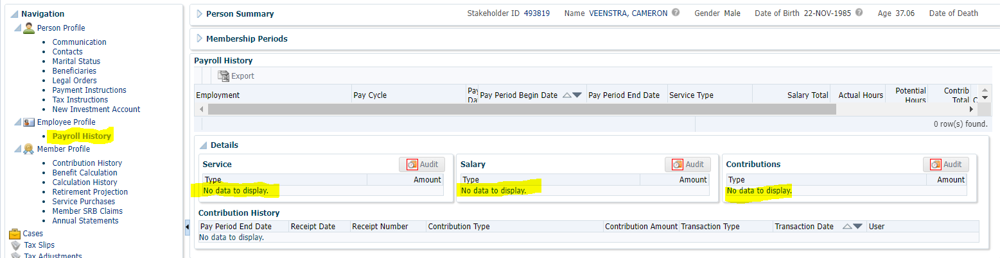 Navigation
Person Profile
Communication
Contacts
Marital Status
Beneficiaries
Legal Orders
Payment Instructions
Tax Instructions
New Investment Account
Employee Profile
Payroll History
Member Profile
Contribution History
Benefit Calculation
Calculation History
Retirement Projection
Service Purchases
Member SRB Claims
Annual Statements
Cases
Tax Slips
Tax Adjustments
Person Summary Stakeholder ID 493819 Name VEENSTRA, CAMERON Gender Male Date of Birth 22-NOV-1985 Age 37.06 Date of Death
Membership Periods
Payroll History
Export
Employment Pay Cycle Pay Da Pay Period Begin Date Pay Period End Date Service Type Salary Total Actual Hours Potential Hours Contrib Total C
0 row(s) found.
Details
Service Audit
Type Amount
No data to display.
Salary Audit
Type Amount
No data to display.
Contributions Audit
Type Amount
No data to display.
Contribution History
Pay Period End Date Receipt Date Receipt Number Contribution Type Contribution Amount Transaction Type Transaction Date User
No data to display.